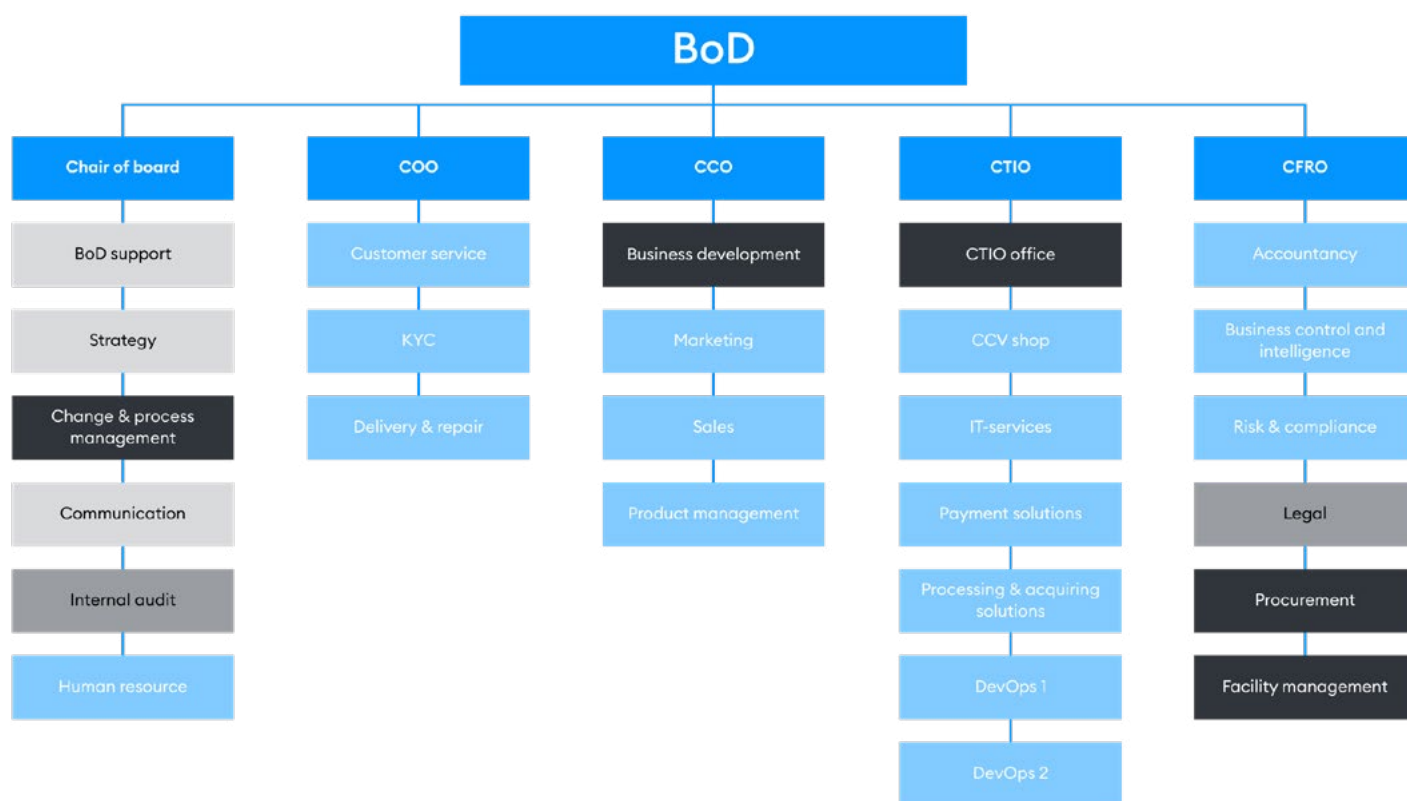 BoD
Chair of board
BoD support
Strategy
Change & process
management
Communication
Internal audit
Human resource
COO
Customer service
KYC
Delivery & repair
CCO
Business development
Marketing
Sales
Product management
CTIO
CTIO office
CCV shop
IT-services
Payment solutions
Processing & acquiring
solutions
DevOps 1
DevOps 2
CFRO
Accountancy
Business control and
intelligence
Risk & compliance
Legal
Procurement
Facility management